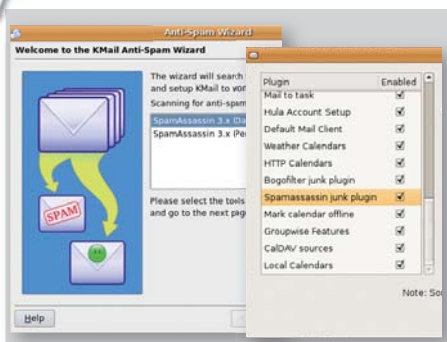 Anti-Spam Wizard
Welcome to the KMail Anti-Spam Wizard
The wizard will search
and setup KMail to wor
Scanning for anti-spam
SpamAssassin 3.x (Da
SpamAssassin 3.x (Pe
SPAM
Please select the tools
and go to the next pag
Help
Plugin Enabled
Mail to task
Hula Account Setup
Default Mail Client
Weather Calendars
HTTP Calendars
Bogofilter junk plugin
Spamassassin junk plugin
Mark calendar offline
Groupwise Features
CalDAV sources
Local Calendars
Note: So